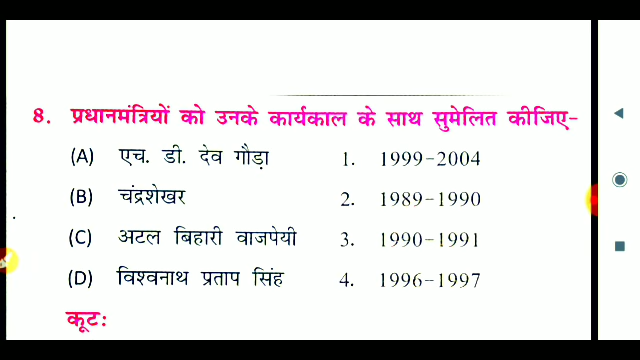 8. प्रधानमंत्रियों को उनके कार्यकाल के साथ सुमेलित कीजिए-
(A) एच. डी. देव गौड़ा 1. 1999-2004
(B) चंद्रशेखर 2. 1989-1990
(C) अटल बिहारी वाजपेयी 3. 1990-1991
(D) विश्वनाथ प्रताप सिंह 4. 1996-1997
कूटः